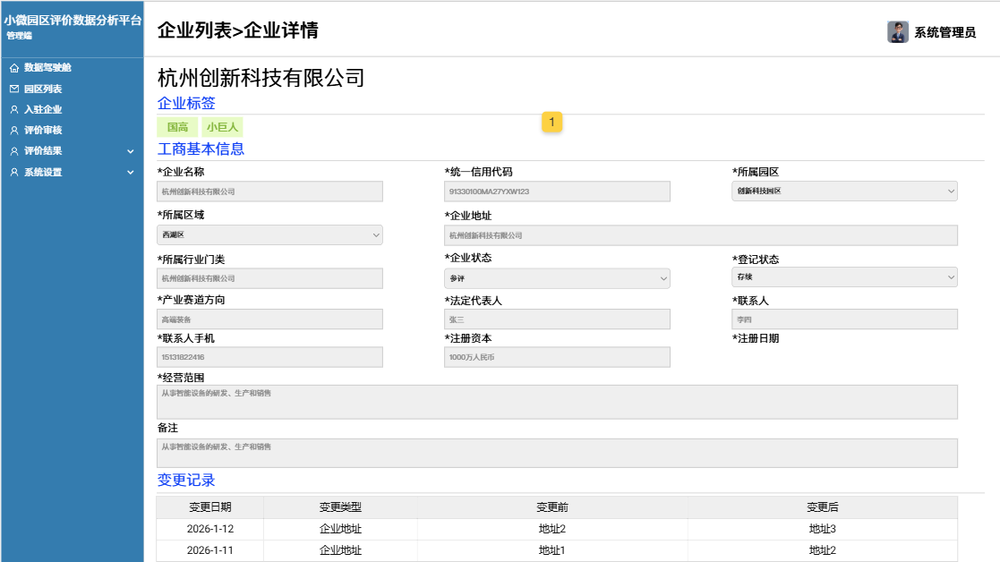 小微园区评价数据分析平台
管理端
数据驾驶舱
园区列表
入驻企业
评价审核
评价结果
系统设置
企业列表>企业详情
系统管理员
杭州创新科技有限公司
企业标签
国高 小巨人
1
工商基本信息
*企业名称 *统一信用代码 *所属园区
杭州创新科技有限公司 91330100MA27YXW123 创新科技园区
*所属区域 *企业地址
西湖区 杭州创新科技有限公司
*所属行业门类 *企业状态 *登记状态
杭州创新科技有限公司 参评 存续
*产业赛道方向 *法定代表人 *联系人
高端装备 张三 李四
*联系人手机 *注册资本 *注册日期
15131822416 1000万人民币
*经营范围
从事智能设备的研发、生产和销售
备注
从事智能设备的研发、生产和销售
变更记录
变更日期 变更类型 变更前 变更后
2026-1-12 企业地址 地址2 地址3
2026-1-11 企业地址 地址1 地址2